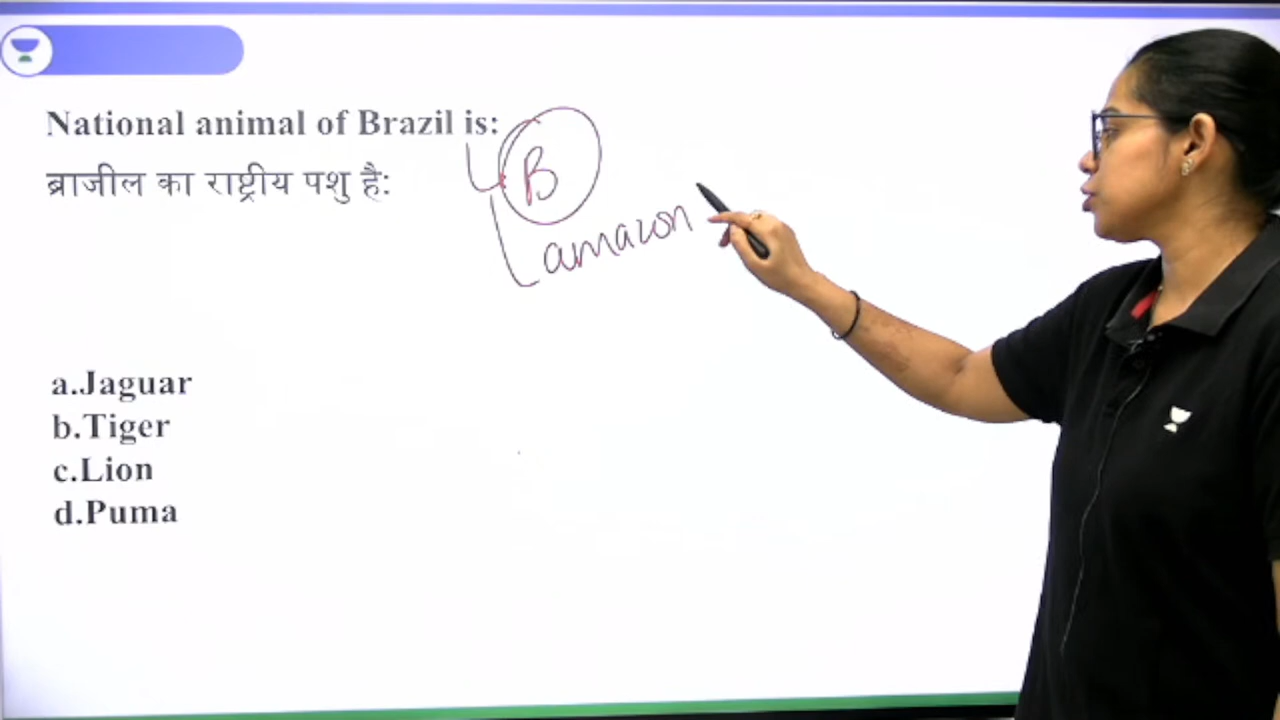 National animal of Brazil is:
ब्राजील का राष्ट्रीय पशु है:
B
amazon
a.Jaguar
b.Tiger
c.Lion
d.Puma